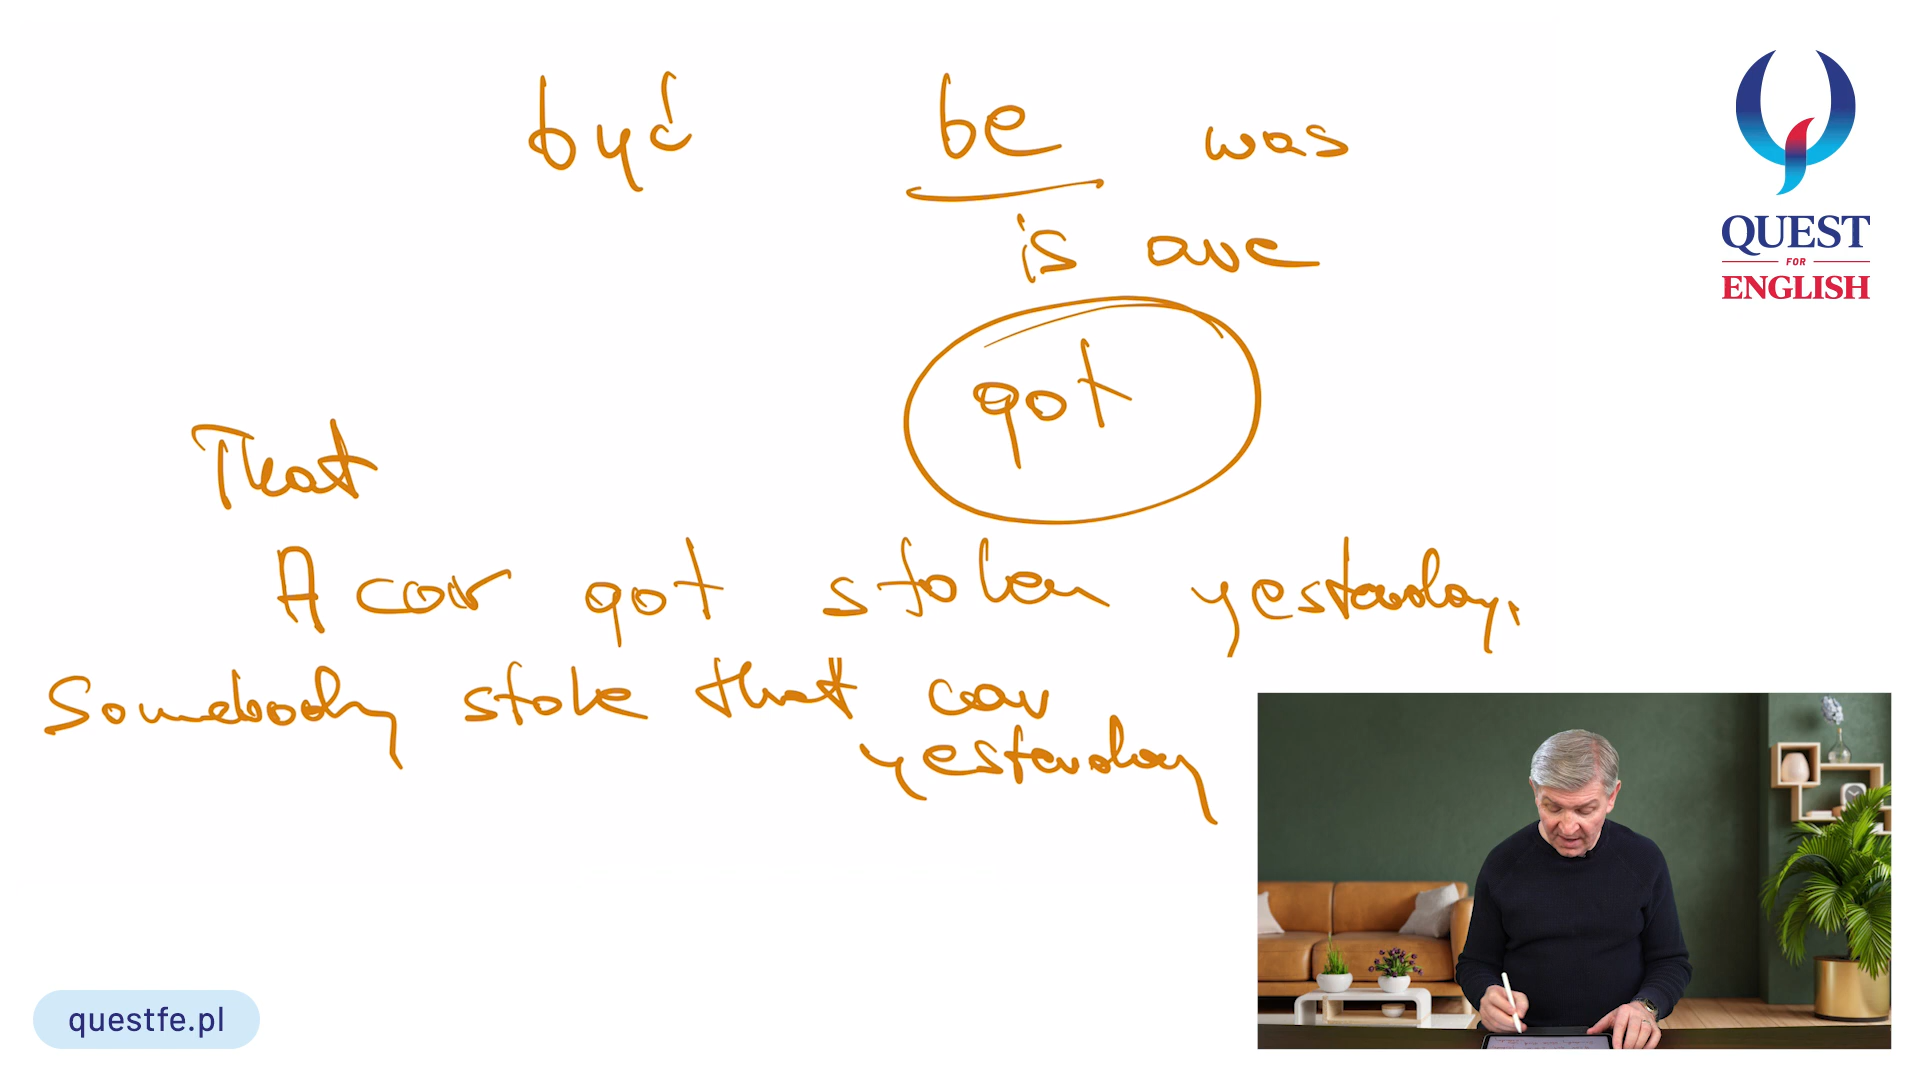 być be was
is are
got
That
A car got stolen yesterday.
Somebody stole that car
yesterday
QUEST
FOR
ENGLISH
questfe.pl